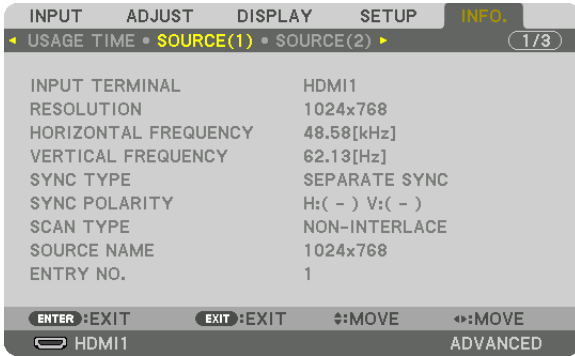 INPUT ADJUST DISPLAY SETUP INFO.
◂ USAGE TIME • SOURCE(1) • SOURCE(2) ▸ 1/3
INPUT TERMINAL HDMI1
RESOLUTION 1024x768
HORIZONTAL FREQUENCY 48.58[kHz]
VERTICAL FREQUENCY 62.13[Hz]
SYNC TYPE SEPARATE SYNC
SYNC POLARITY H:( - ) V:( - )
SCAN TYPE NON-INTERLACE
SOURCE NAME 1024x768
ENTRY NO. 1
ENTER :EXIT EXIT :EXIT ⬍:MOVE ⬌:MOVE
HDMI1 ADVANCED